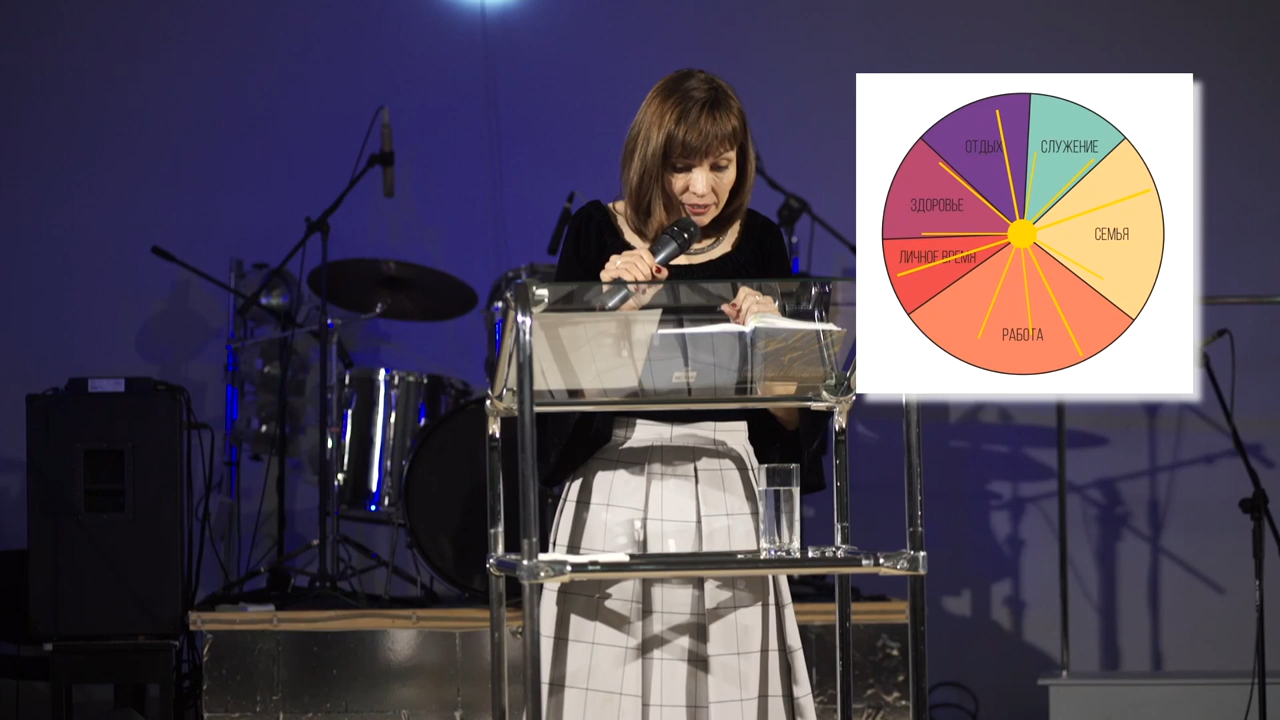 ОТДЫХ
СЛУЖЕНИЕ
ЗДОРОВЬЕ
СЕМЬЯ
ЛИЧНОЕ ВРЕМЯ
РАБОТА